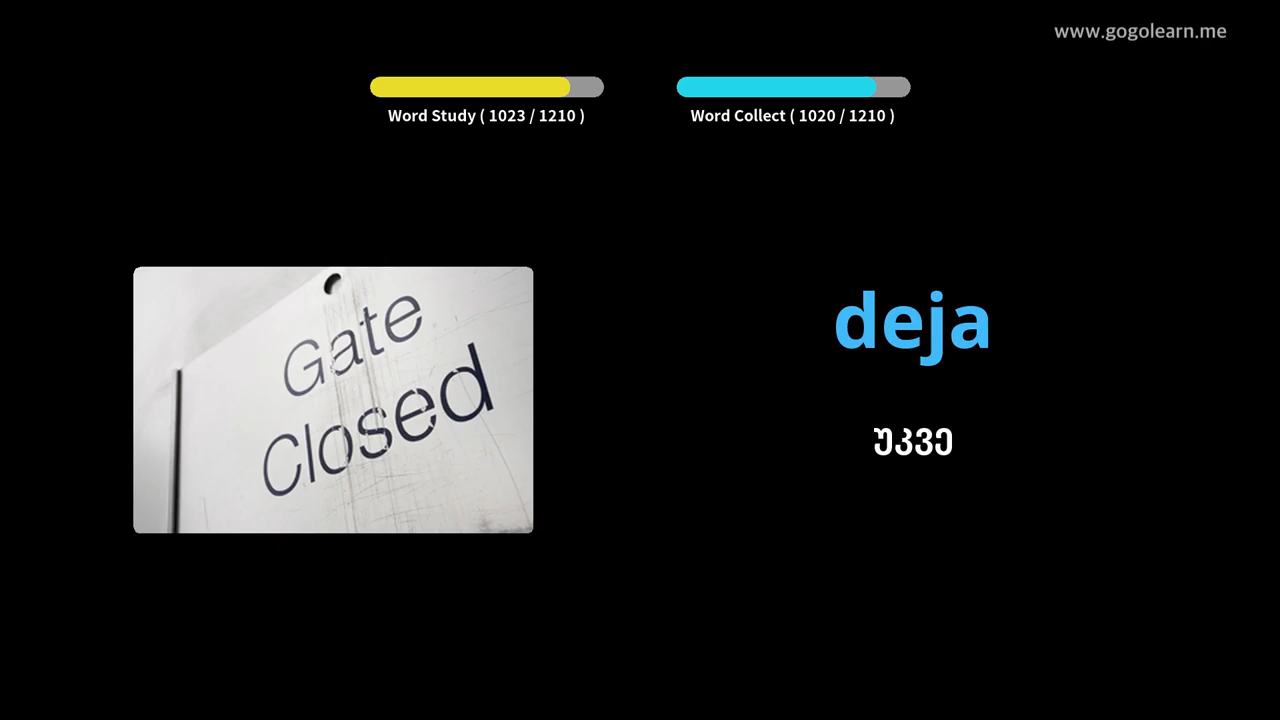 www.gogolearn.me
Word Study ( 1023 / 1210 )
Word Collect ( 1020 / 1210 )
Gate
Closed
deja
უკვე